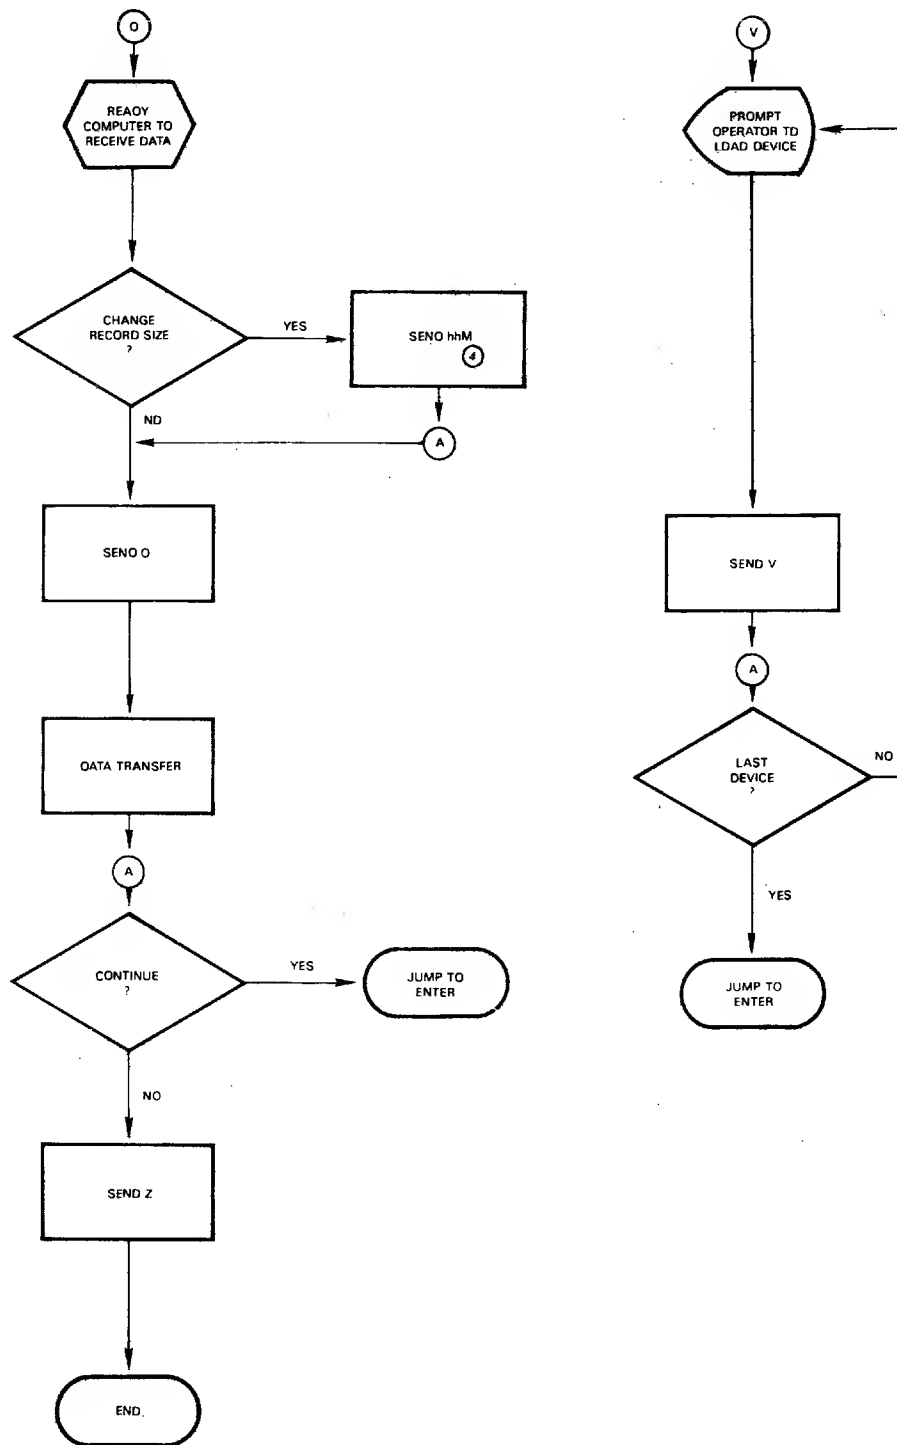 O
READY
COMPUTER TO
RECEIVE DATA
CHANGE
RECORD SIZE
?
YES
SENO hhM
4
ND
A
SENO O
OATA TRANSFER
A
CONTINUE
?
YES
JUMP TO
ENTER
NO
SEND Z
END.
V
PROMPT
OPERATOR TD
LDAD DEVICE
SEND V
A
LAST
DEVICE
?
NO
YES
JUMP TO
ENTER